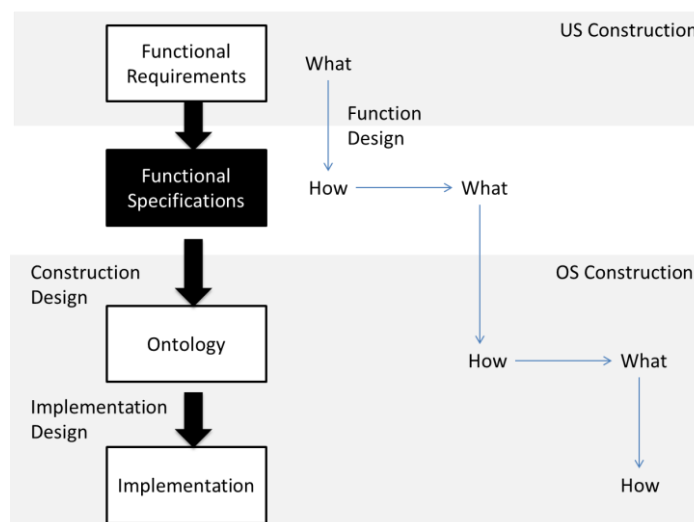 US Construction
Functional
Requirements
What
Function
Design
Functional
Specifications
How
What
Construction
Design
OS Construction
Ontology
How
What
Implementation
Design
Implementation
How